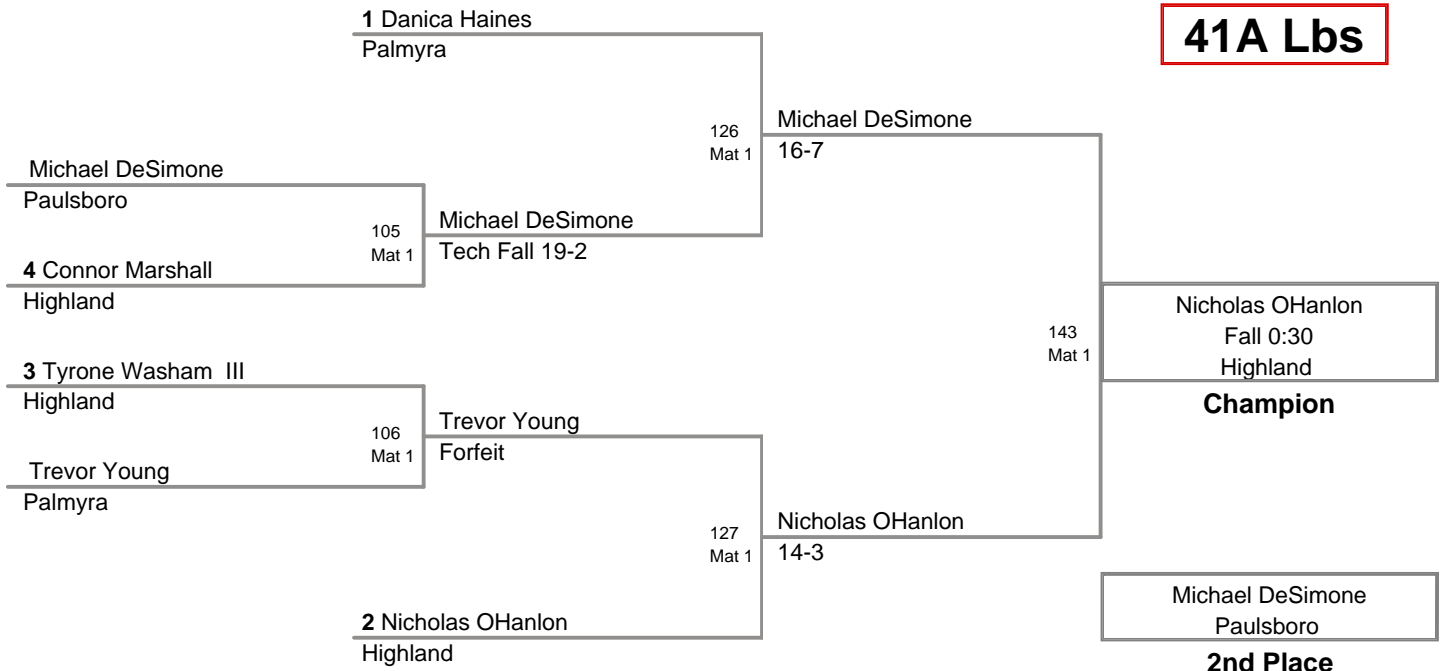 1 Danica Haines
Palmyra
41A Lbs
126
Mat 1
Michael DeSimone
16-7
Michael DeSimone
Paulsboro
105
Mat 1
Michael DeSimone
Tech Fall 19-2
4 Connor Marshall
Highland
143
Mat 1
Nicholas OHanlon
Fall 0:30
Highland
Champion
3 Tyrone Washam  III
Highland
106
Mat 1
Trevor Young
Forfeit
Trevor Young
Palmyra
127
Mat 1
Nicholas OHanlon
14-3
2 Nicholas OHanlon
Highland
Michael DeSimone
Paulsboro
2nd Place